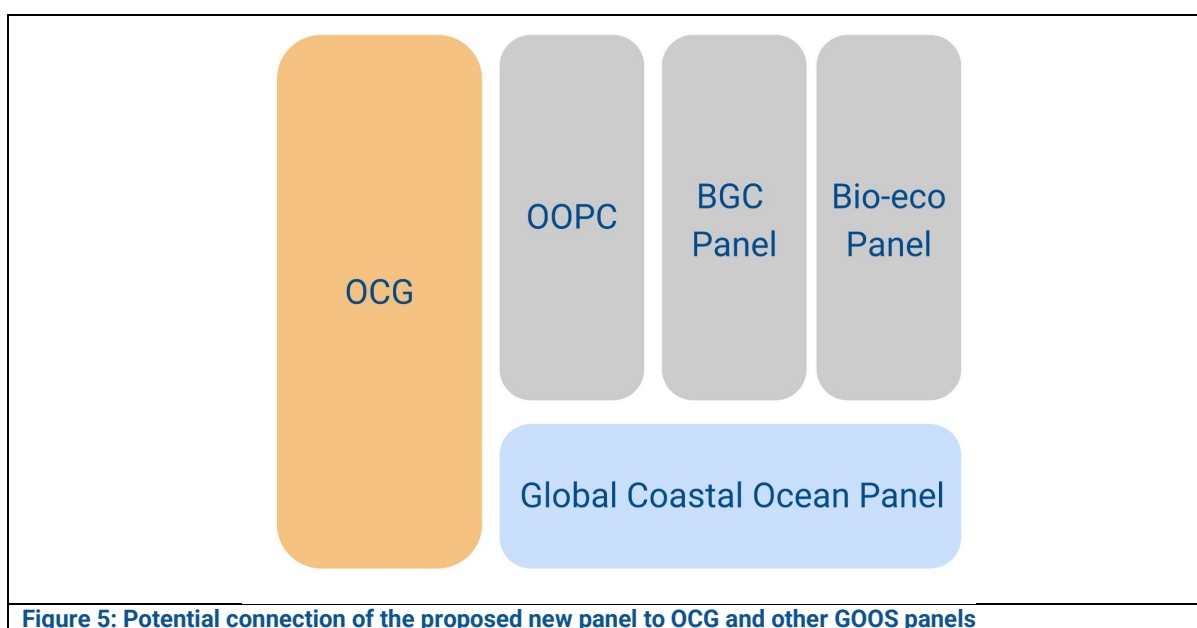 OCG
OOPC
BGC
Panel
Bio-eco
Panel
Global Coastal Ocean Panel
Figure 5: Potential connection of the proposed new panel to OCG and other GOOS panels